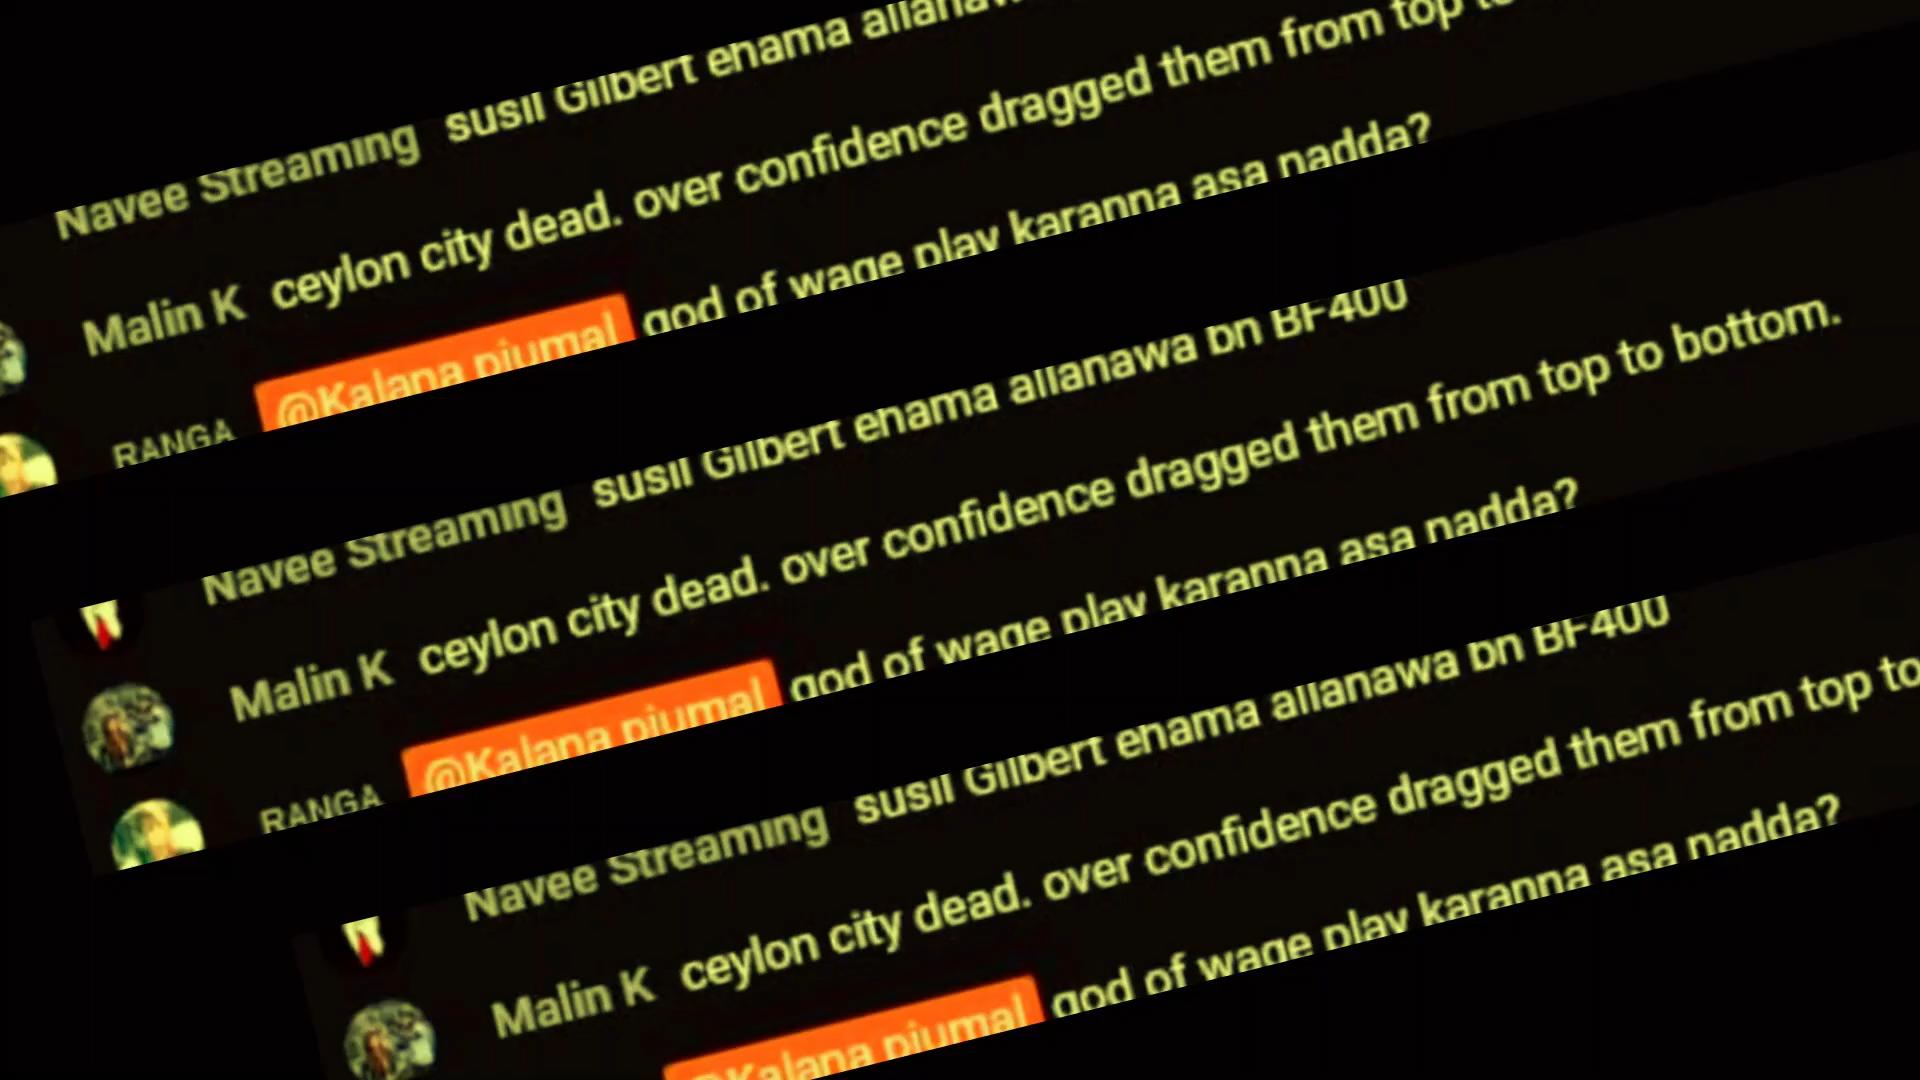 Navee Streaming susil Gilbert enama allanaw
Malin K ceylon city dead. over confidence dragged them from top to
RANGA @Kalana piumal god of wage play karanna asa nadda?
Navee Streaming susil Gilbert enama allanawa bn BF400
Malin K ceylon city dead. over confidence dragged them from top to bottom.
RANGA @Kalana piumal god of wage play karanna asa nadda?
Navee Streaming susil Gilbert enama allanawa bn BF400
Malin K ceylon city dead. over confidence dragged them from top to
@Kalana piumal god of wage play karanna asa nadda?